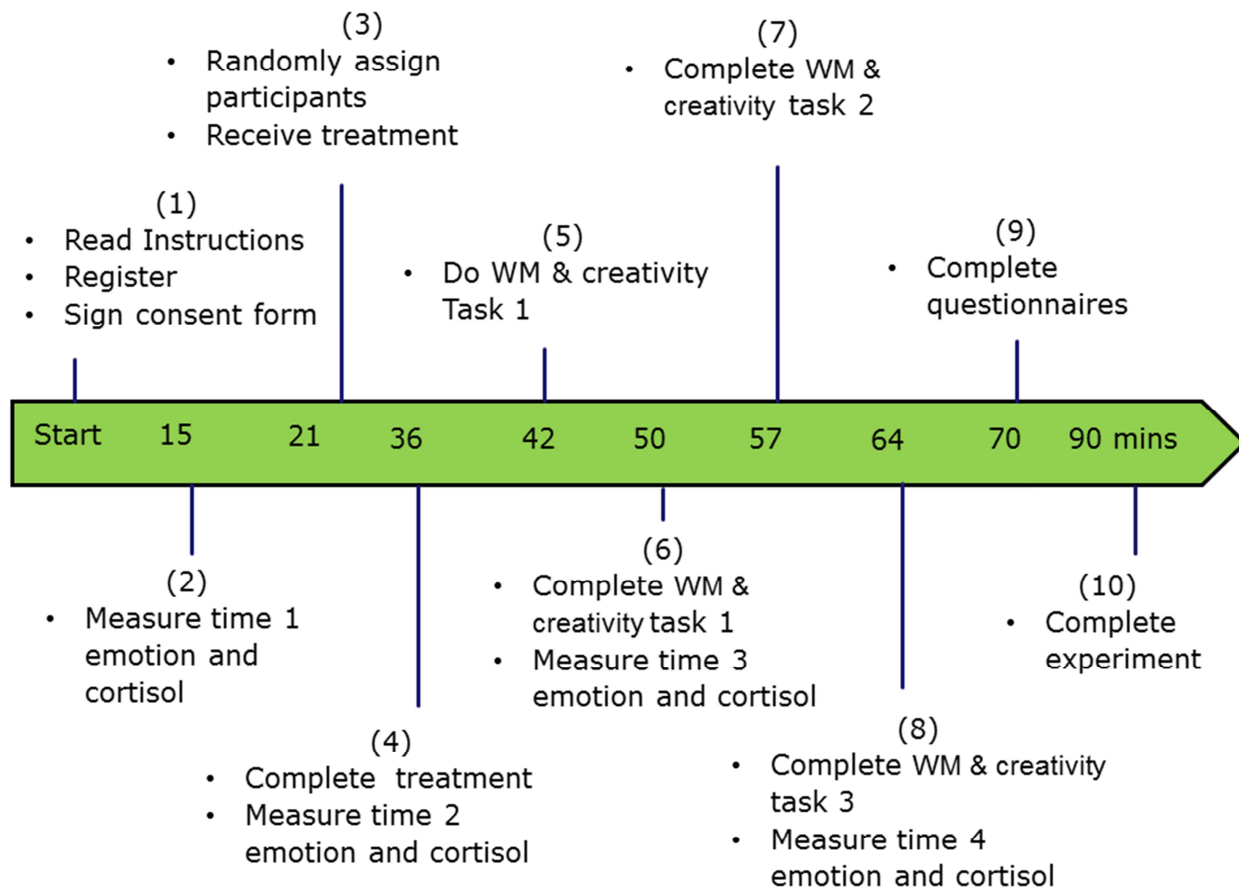 (1)
• Read Instructions
• Register
• Sign consent form
(3)
• Randomly assign
participants
• Receive treatment
(5)
• Do WM & creativity
Task 1
(7)
• Complete WM &
creativity task 2
(9)
• Complete
questionnaires
Start 15 21 36 42 50 57 64 70 90 mins
(2)
• Measure time 1
emotion and
cortisol
(4)
• Complete treatment
• Measure time 2
emotion and cortisol
(6)
• Complete WM &
creativity task 1
• Measure time 3
emotion and cortisol
(8)
• Complete WM & creativity
task 3
• Measure time 4
emotion and cortisol
(10)
• Complete
experiment